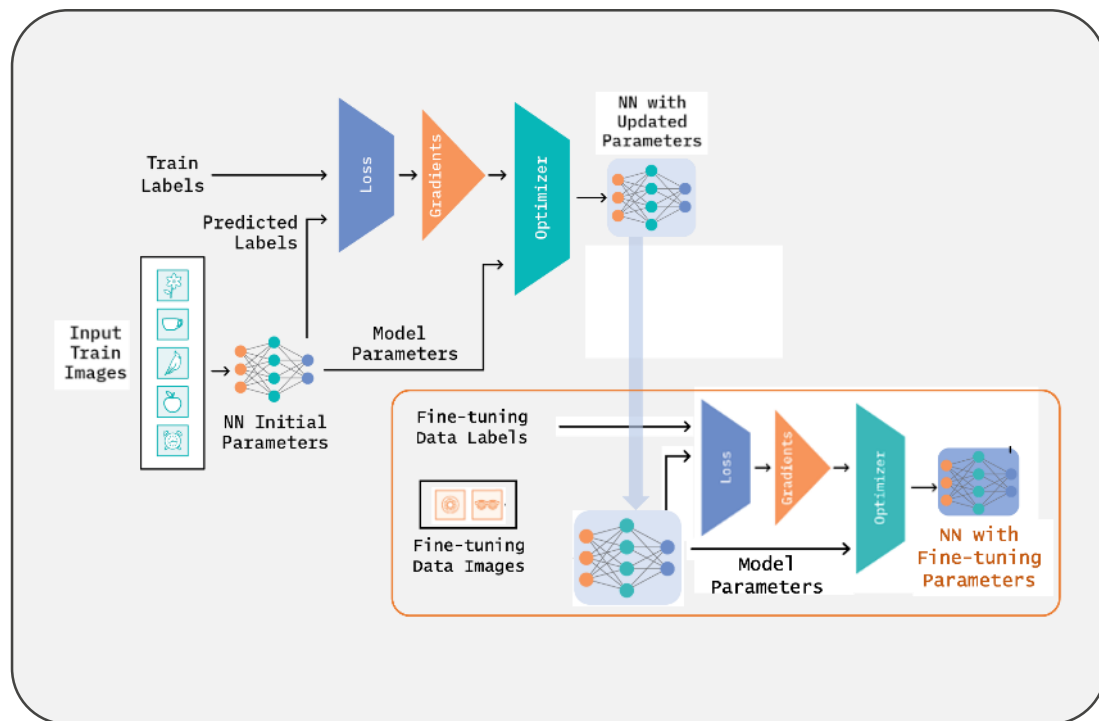 NN with
Updated
Parameters
Train
Labels
Loss
Gradients
Optimizer
Predicted
Labels
Input
Train
Images
Model
Parameters
NN Initial
Parameters
Fine-tuning
Data Labels
Loss
Gradients
Optimizer
Fine-tuning
Data Images
Model
Parameters
NN with
Fine-tuning
Parameters